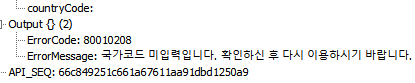 countryCode:
Output {} (2)
ErrorCode: 80010208
ErrorMessage: 국가코드 미입력입니다. 확인하신 후 다시 이용하시기 바랍니다.
API_SEQ: 66c849251c661a67611aa91dbd1250a9